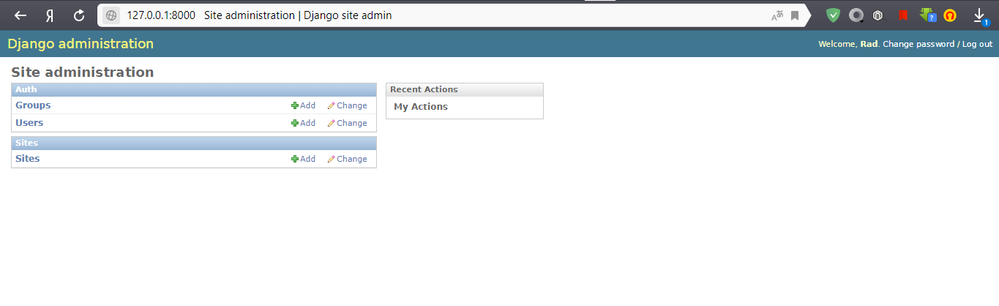 Я 127.0.0.1:8000 Site administration | Django site admin
1
Django administration
Welcome, Rad. Change password / Log out
Site administration
Auth
Groups Add Change
Users Add Change
Sites
Sites Add Change
Recent Actions
My Actions